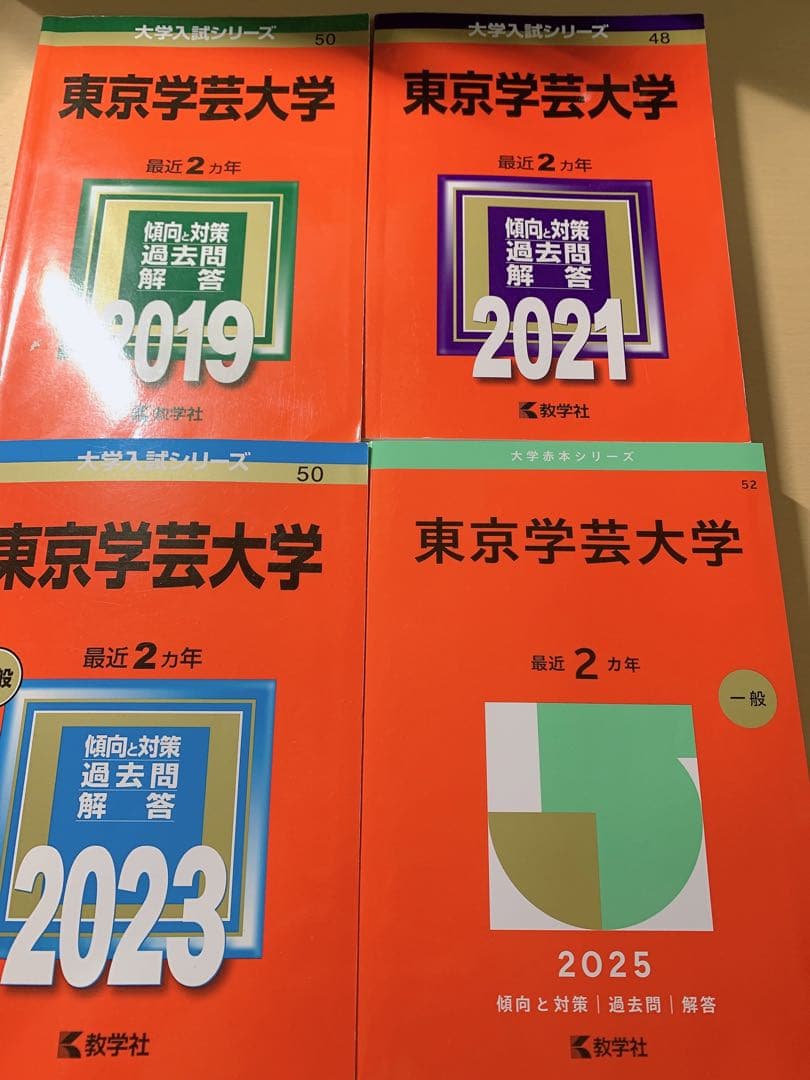 大学入試シリーズ
50
東京学芸大学
最近2カ年
傾向と対策
過去問
解答
2019
教学社
大学入試シリーズ
48
東京学芸大学
最近2カ年
傾向と対策
過去問
解答
2021
教学社
大学入試シリーズ
50
東京学芸大学
最近2カ年
般
傾向と対策
過去問
解答
2023
教学社
大学赤本シリーズ
52
東京学芸大学
最近2カ年
一般
2025
傾向と対策|過去問|解答
教学社